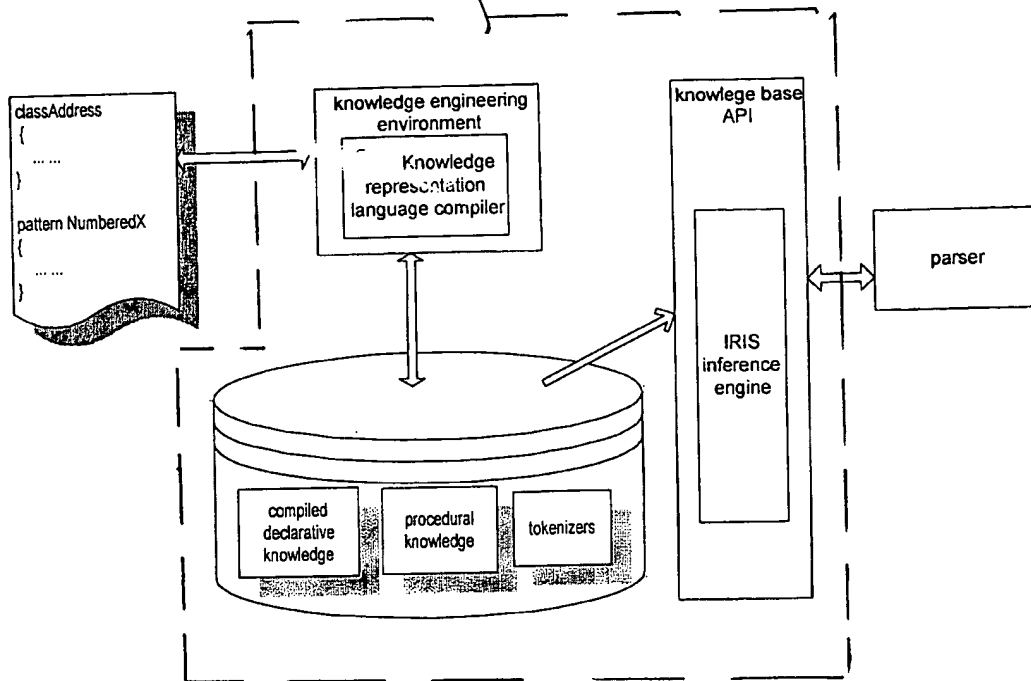 classAddress
{
... ...
}
pattern NumberedX
{
... ...
}
knowledge engineering
environment
Knowledge
representation
language compiler
knowlege base
API
IRIS
inference
engine
parser
compiled
declarative
knowledge
procedural
knowledge
tokenizers